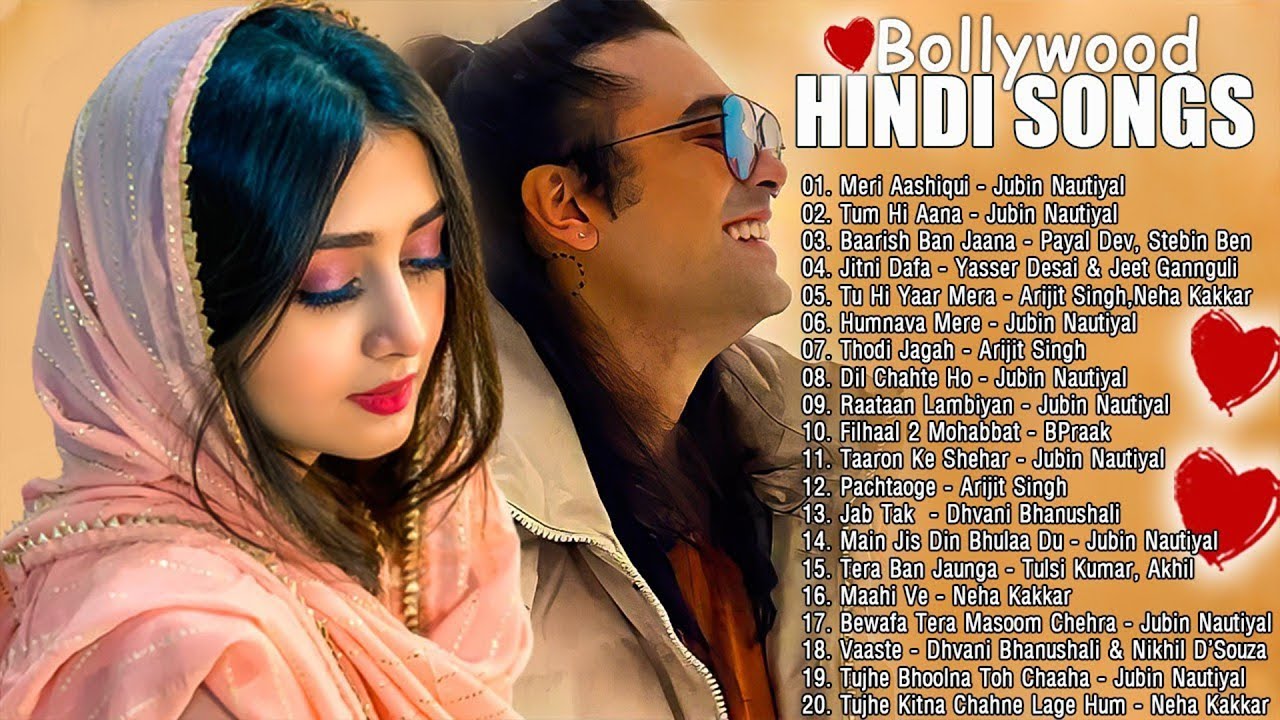 Bollywood
HINDI SONGS
01. Meri Aashiqui - Jubin Nautiyal
02. Tum Hi Aana - Jubin Nautiyal
03. Baarish Ban Jaana - Payal Dev, Stebin Ben
04. Jitni Dafa - Yasser Desai & Jeet Gannguli
05. Tu Hi Yaar Mera - Arijit Singh,Neha Kakkar
06. Humnava Mere - Jubin Nautiyal
07. Thodi Jagah - Arijit Singh
08. Dil Chahte Ho - Jubin Nautiyal
09. Raataan Lambiyan - Jubin Nautiyal
10. Filhaal 2 Mohabbat - BPraak
11. Taaron Ke Shehar - Jubin Nautiyal
12. Pachtaoge - Arijit Singh
13. Jab Tak - Dhvani Bhanushali
14. Main Jis Din Bhulaa Du - Jubin Nautiyal
15. Tera Ban Jaunga - Tulsi Kumar, Akhil
16. Maahi Ve - Neha Kakkar
17. Bewafa Tera Masoom Chehra - Jubin Nautiyal
18. Vaaste - Dhvani Bhanushali & Nikhil D'Souza
19. Tujhe Bhoolna Toh Chaaha - Jubin Nautiyal
20. Tujhe Kitna Chahne Lage Hum - Neha Kakkar